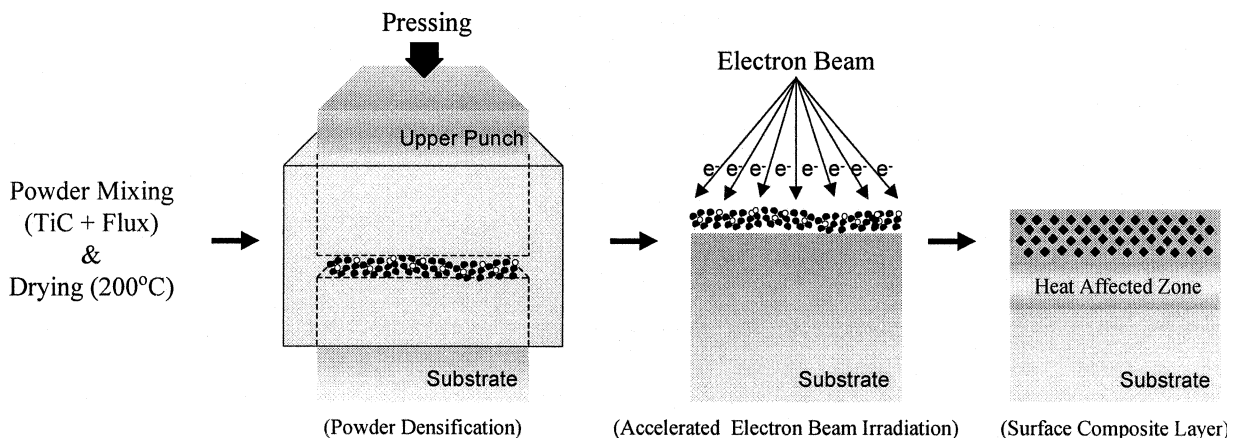 Pressing
Upper Punch
Powder Mixing
(TiC + Flux)
&
Drying (200°C)
Substrate
(Powder Densification)
Electron Beam
e⁻ e⁻ e⁻ e⁻ e⁻ e⁻
Substrate
(Accelerated Electron Beam Irradiation)
Heat Affected Zone
Substrate
(Surface Composite Layer)